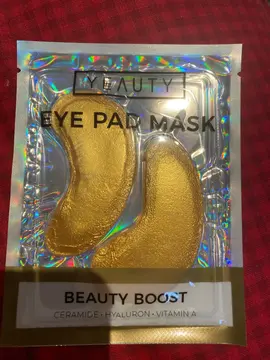 YEAUTY
EYE PAD MASK
BEAUTY BOOST
CERAMIDE • HYALURON • VITAMIN A